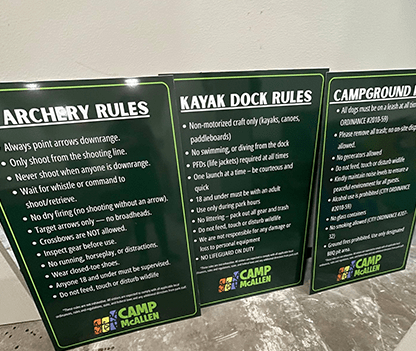 ARCHERY RULES
Always point arrows downrange.
• Only shoot from the shooting line.
• Never shoot when anyone is downrange.
• Wait for whistle or command to
shoot/retrieve.
• No dry firing (no shooting without an arrow).
• Target arrows only — no broadheads.
• Crossbows are NOT allowed.
• Inspect gear before use.
• No running, horseplay, or distractions.
• Wear closed-toe shoes.
• Anyone 18 and under must be supervised.
• Do not feed, touch or disturb wildlife
CAMP
McALLEN
KAYAK DOCK RULES
• Non-motorized craft only (kayaks, canoes,
paddleboards)
• No swimming, or diving from the dock
• PFDs (life jackets) required at all times
• One launch at a time – be courteous and
quick
• 18 and under must be with an adult
• Use only during park hours
• No littering – pack out all gear and trash
• Do not feed, touch or disturb wildlife
• We are not responsible for any damage or
loss to personal equipment
• NO LIFEGUARD ON DUTY
CAMP
McALLEN
CAMPGROUND
• All dogs must be on a leash at all
ORDINANCE
• Please remove all trash; no on-site
allowed.
• No generators allowed
• Do not feed, touch or disturb wildlife
• Kindly maintain noise levels to ensure a
peaceful environment for all guests.
• Alcohol use is prohibited (CITY ORDINANCE
• No glass containers
• No smoking allowed (CITY ORDINANCE
• Ground fires prohibited. Use only designated
BBQ pit area.
CAMP
McALLEN